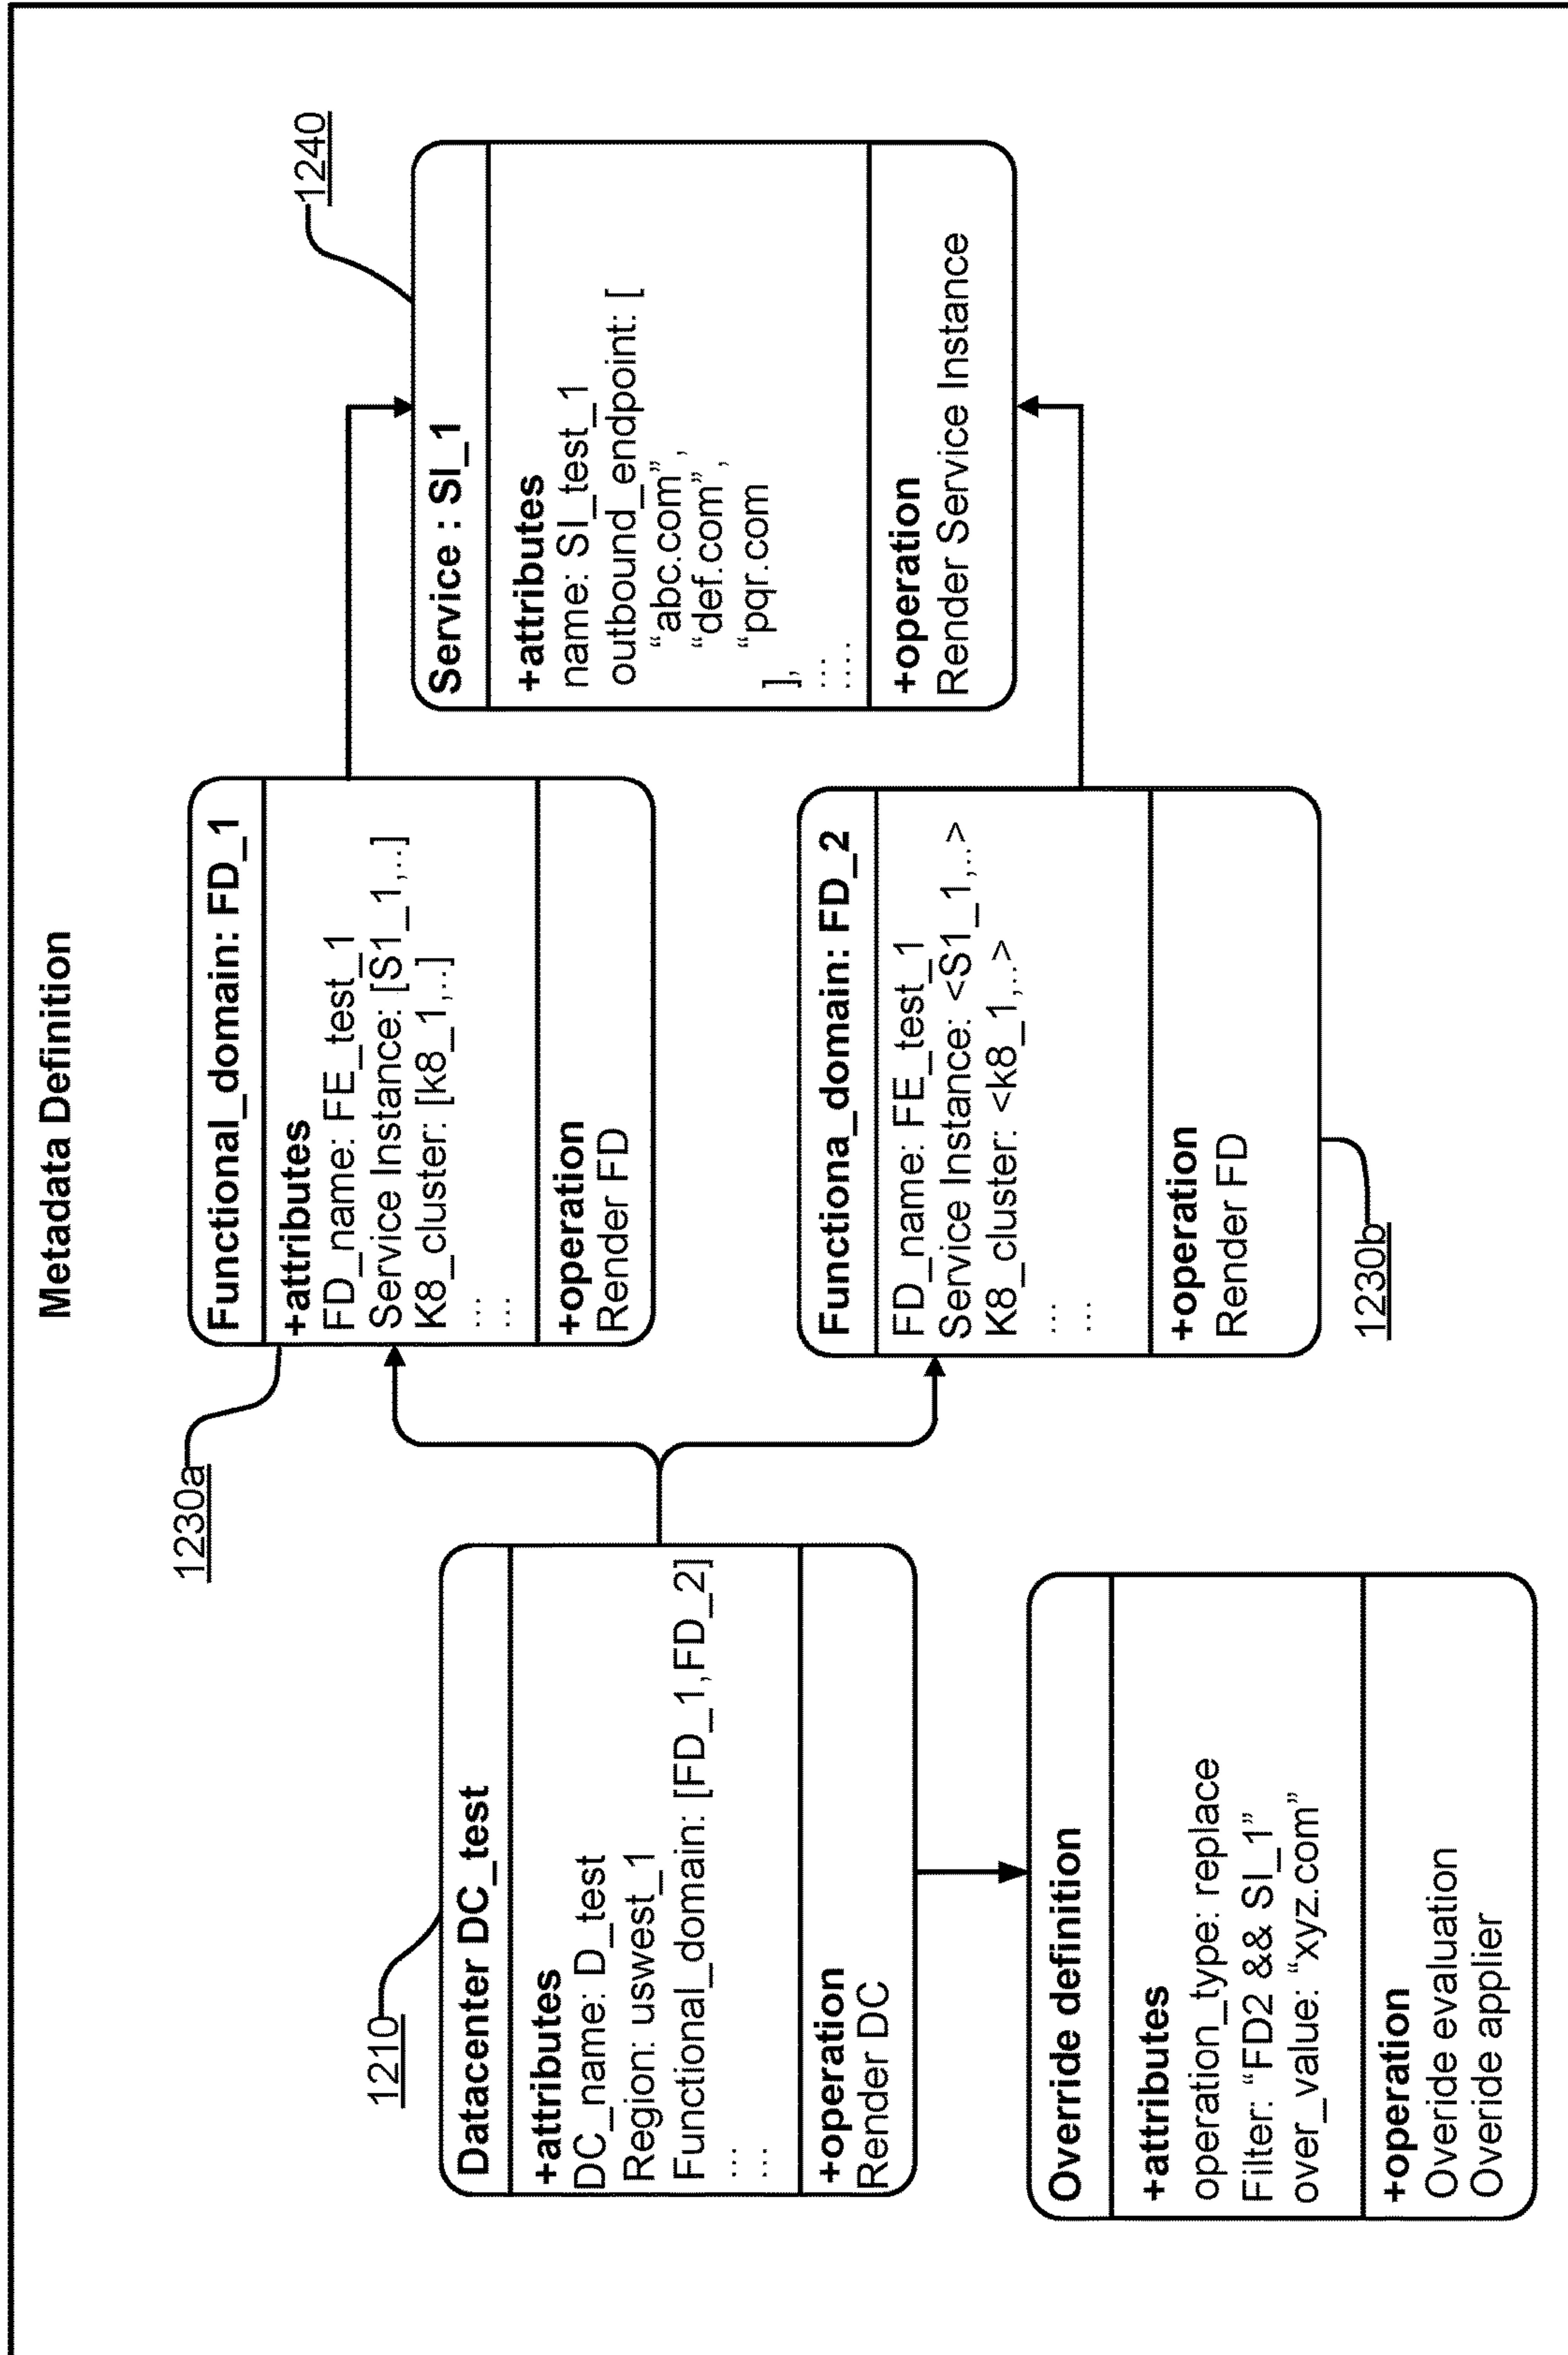 Metadata Definition
1210
Datacenter DC_test
+attributes
DC_name: D_test
Region: uswest_1
Functional_domain: [FD_1,FD_2]
...
...
+operation
Render DC
Override definition
+attributes
operation_type: replace
Filter: “FD2 && SI_1”
over_value: “xyz.com”
+operation
Overide evaluation
Overide applier
1230a
Functional_domain: FD_1
+attributes
FD_name: FE_test_1
Service Instance: [S1_1,..]
K8_cluster: [k8_1,..]
...
...
+operation
Render FD
Functiona_domain: FD_2
FD_name: FE_test_1
Service Instance: <S1_1,..>
K8_cluster: <k8_1,..>
...
...
+operation
Render FD
1230b
1240
Service : SI_1
+attributes
name: SI_test_1
outbound_endpoint: [
“abc.com”,
“def.com”,
“pqr.com
],
...
....
+operation
Render Service Instance